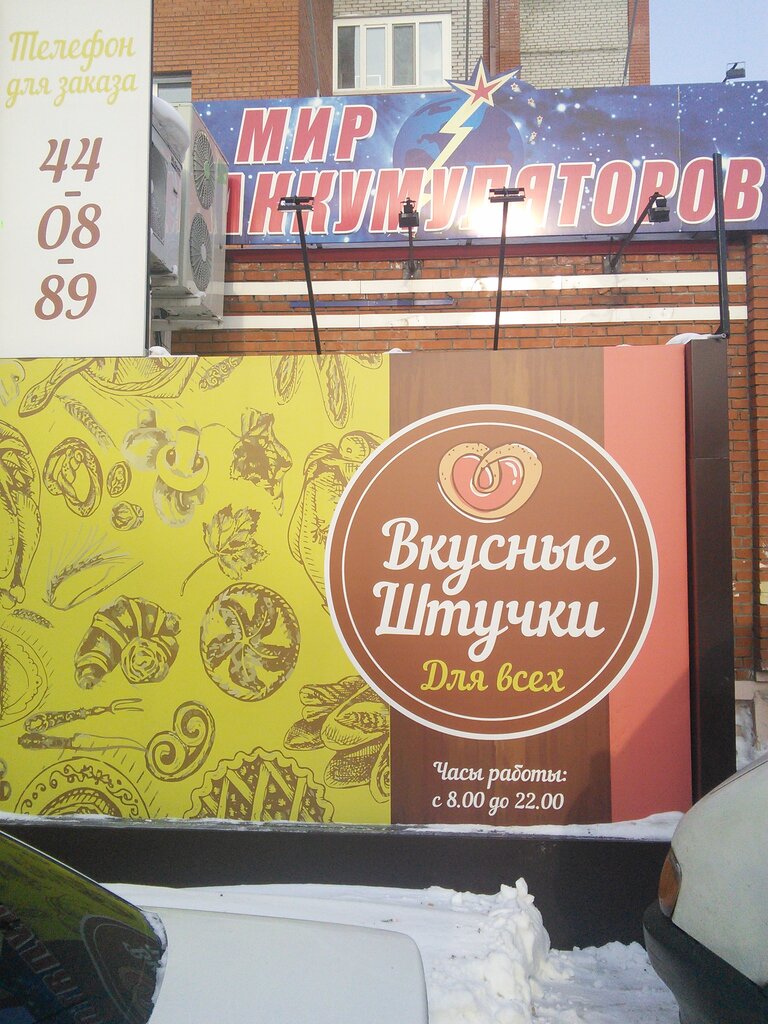 Телефон
для заказа
44
-
08
-
89
МИР
АККУМУЛЯТОРОВ
Вкусные
Штучки
Для всех
Часы работы:
с 8.00 до 22.00